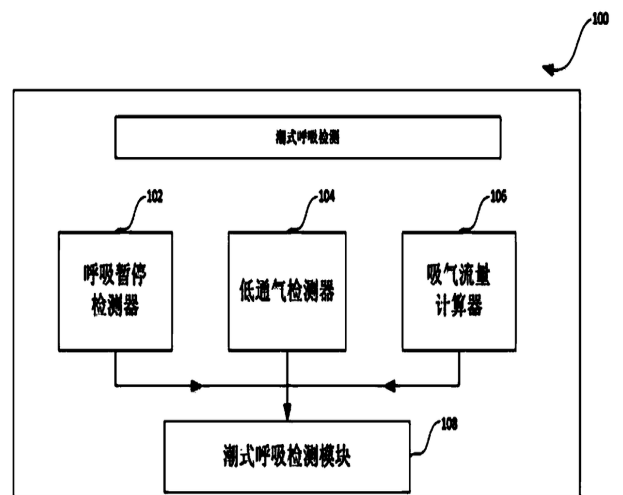 100
潮式呼吸检测
102
104
106
呼吸暂停
检测器
低通气检测器
吸气流量
计算器
108
潮式呼吸检测模块